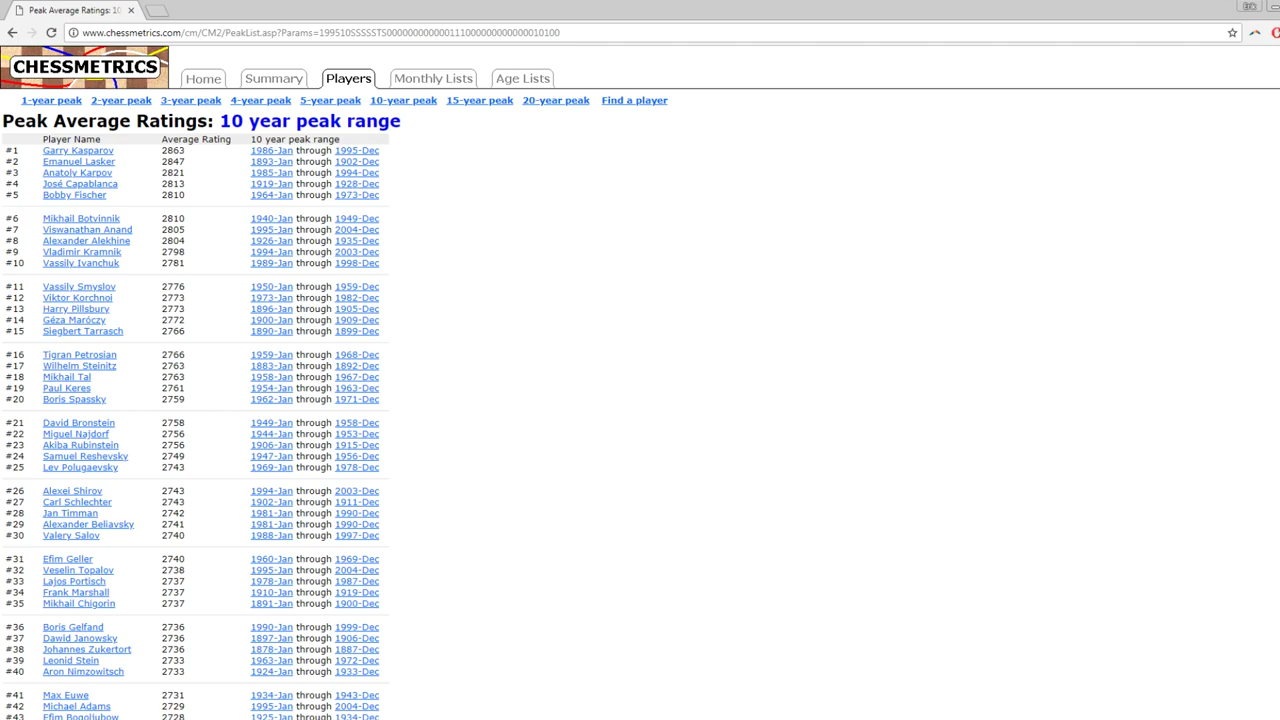 Peak Average Ratings: 10
www.chessmetrics.com/cm/CM2/PeakList.asp?Params=199510SSSSSTS000000000001110000000000000010100
CHESSMETRICS Home Summary Players Monthly Lists Age Lists
1-year peak 2-year peak 3-year peak 4-year peak 5-year peak 10-year peak 15-year peak 20-year peak Find a player
Peak Average Ratings: 10 year peak range
Player Name Average Rating 10 year peak range
#1 Garry Kasparov 2863 1986-Jan through 1995-Dec
#2 Emanuel Lasker 2847 1893-Jan through 1902-Dec
#3 Anatoly Karpov 2821 1985-Jan through 1994-Dec
#4 José Capablanca 2813 1919-Jan through 1928-Dec
#5 Bobby Fischer 2810 1964-Jan through 1973-Dec
#6 Mikhail Botvinnik 2810 1940-Jan through 1949-Dec
#7 Viswanathan Anand 2805 1995-Jan through 2004-Dec
#8 Alexander Alekhine 2804 1926-Jan through 1935-Dec
#9 Vladimir Kramnik 2798 1994-Jan through 2003-Dec
#10 Vassily Ivanchuk 2781 1989-Jan through 1998-Dec
#11 Vassily Smyslov 2776 1950-Jan through 1959-Dec
#12 Viktor Korchnoi 2773 1973-Jan through 1982-Dec
#13 Harry Pillsbury 2773 1896-Jan through 1905-Dec
#14 Géza Maróczy 2772 1900-Jan through 1909-Dec
#15 Siegbert Tarrasch 2766 1890-Jan through 1899-Dec
#16 Tigran Petrosian 2766 1959-Jan through 1968-Dec
#17 Wilhelm Steinitz 2763 1883-Jan through 1892-Dec
#18 Mikhail Tal 2763 1958-Jan through 1967-Dec
#19 Paul Keres 2761 1954-Jan through 1963-Dec
#20 Boris Spassky 2759 1962-Jan through 1971-Dec
#21 David Bronstein 2758 1949-Jan through 1958-Dec
#22 Miguel Najdorf 2756 1944-Jan through 1953-Dec
#23 Akiba Rubinstein 2756 1906-Jan through 1915-Dec
#24 Samuel Reshevsky 2749 1947-Jan through 1956-Dec
#25 Lev Polugaevsky 2743 1969-Jan through 1978-Dec
#26 Alexei Shirov 2743 1994-Jan through 2003-Dec
#27 Carl Schlechter 2743 1902-Jan through 1911-Dec
#28 Jan Timman 2742 1981-Jan through 1990-Dec
#29 Alexander Beliavsky 2741 1981-Jan through 1990-Dec
#30 Valery Salov 2740 1988-Jan through 1997-Dec
#31 Efim Geller 2740 1960-Jan through 1969-Dec
#32 Veselin Topalov 2738 1995-Jan through 2004-Dec
#33 Lajos Portisch 2737 1978-Jan through 1987-Dec
#34 Frank Marshall 2737 1910-Jan through 1919-Dec
#35 Mikhail Chigorin 2737 1891-Jan through 1900-Dec
#36 Boris Gelfand 2736 1990-Jan through 1999-Dec
#37 Dawid Janowsky 2736 1897-Jan through 1906-Dec
#38 Johannes Zukertort 2736 1878-Jan through 1887-Dec
#39 Leonid Stein 2733 1963-Jan through 1972-Dec
#40 Aron Nimzowitsch 2733 1924-Jan through 1933-Dec
#41 Max Euwe 2731 1934-Jan through 1943-Dec
#42 Michael Adams 2729 1995-Jan through 2004-Dec
#43 Efim Bogoljubow 2728 1925-Jan through 1934-Dec